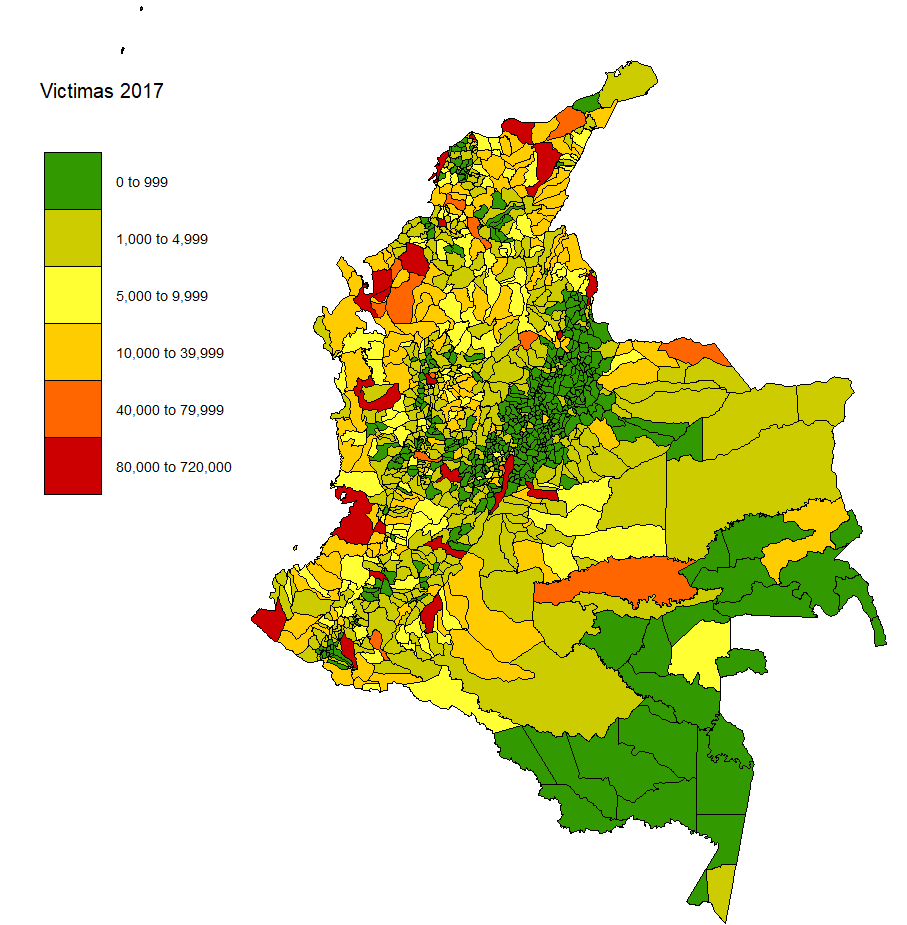 Victimas 2017
0 to 999
1,000 to 4,999
5,000 to 9,999
10,000 to 39,999
40,000 to 79,999
80,000 to 720,000